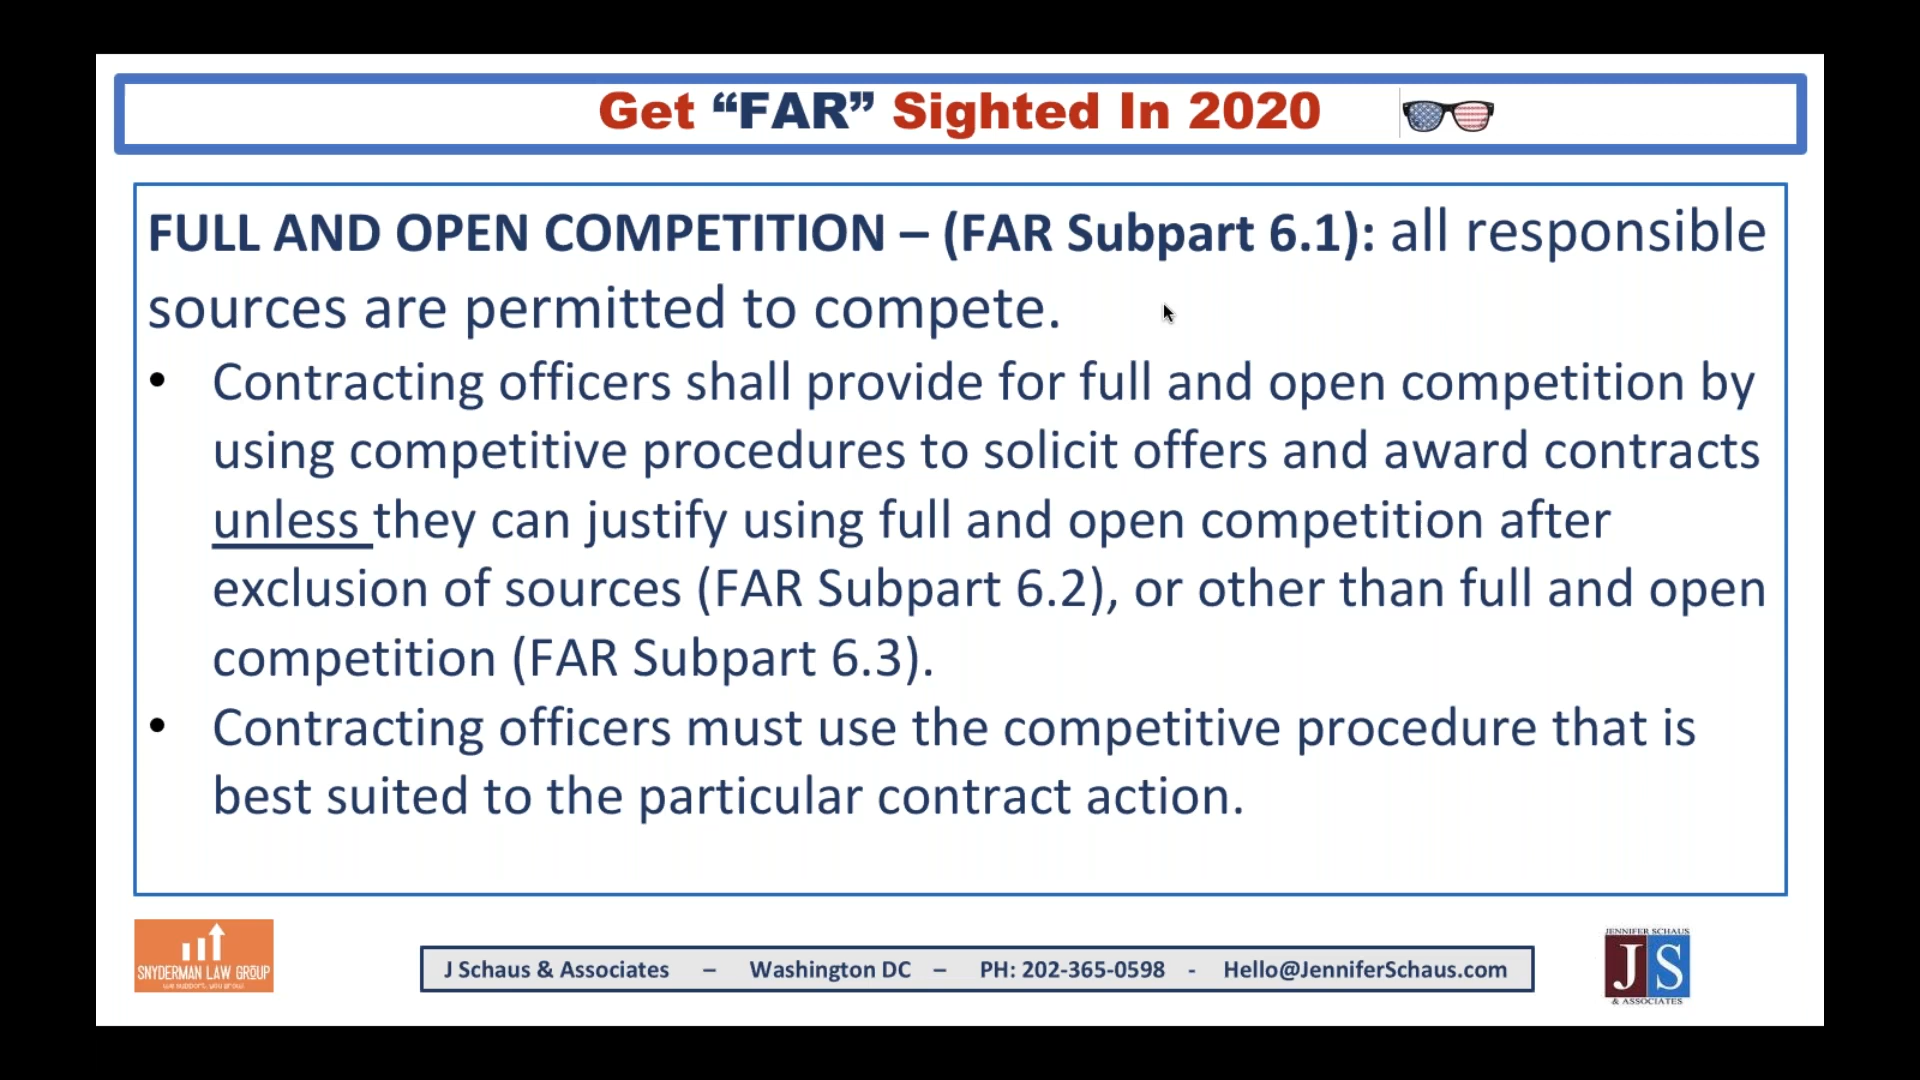 Get “FAR” Sighted In 2020
FULL AND OPEN COMPETITION – (FAR Subpart 6.1): all responsible
sources are permitted to compete.
• Contracting officers shall provide for full and open competition by
using competitive procedures to solicit offers and award contracts
unless they can justify using full and open competition after
exclusion of sources (FAR Subpart 6.2), or other than full and open
competition (FAR Subpart 6.3).
• Contracting officers must use the competitive procedure that is
best suited to the particular contract action.
SNYDERMAN LAW GROUP
we support, you grow.
J Schaus & Associates – Washington DC – PH: 202-365-0598 - Hello@JenniferSchaus.com
JENNIFER SCHAUS
JS
& ASSOCIATES